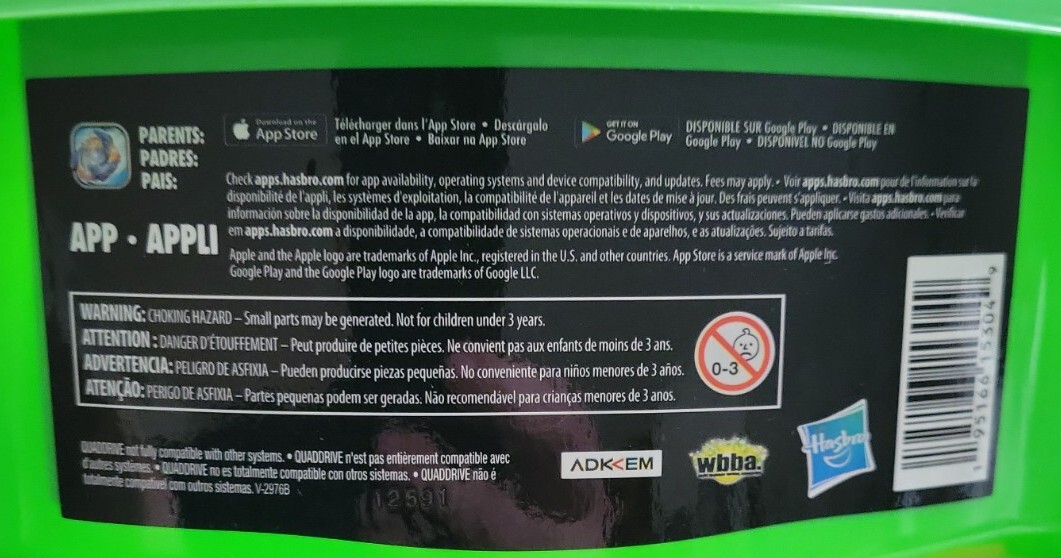 PARENTS:
PADRES:
PAIS:
Download on the
App Store
Télécharger dans l'App Store • Descárgalo
en el App Store • Baixar na App Store
GET IT ON
Google Play
DISPONIBLE SUR Google Play • DISPONIBLE EN
Google Play • DISPONÍVEL NO Google Play
APP • APPLI
Check apps.hasbro.com for app availability, operating systems and device compatibility, and updates. Fees may apply. • Voir apps.hasbro.com pour de l'information sur la
disponibilité de l'appli, les systèmes d'exploitation, la compatibilité de l'appareil et les dates de mise à jour. Des frais peuvent s'appliquer. • Visita apps.hasbro.com para
información sobre la disponibilidad de la app, la compatibilidad con sistemas operativos y dispositivos, y sus actualizaciones. Pueden aplicarse gastos adicionales. • Verificar
em apps.hasbro.com a disponibilidade, a compatibilidade de sistemas operacionais e de aparelhos, e as atualizações. Sujeito a tarifas.
Apple and the Apple logo are trademarks of Apple Inc., registered in the U.S. and other countries. App Store is a service mark of Apple Inc.
Google Play and the Google Play logo are trademarks of Google LLC.
WARNING: CHOKING HAZARD – Small parts may be generated. Not for children under 3 years.
ATTENTION : DANGER D'ÉTOUFFEMENT – Peut produire de petites pièces. Ne convient pas aux enfants de moins de 3 ans.
ADVERTENCIA: PELIGRO DE ASFIXIA – Pueden producirse piezas pequeñas. No conveniente para niños menores de 3 años.
ATENÇÃO: PERIGO DE ASFIXIA – Partes pequenas podem ser geradas. Não recomendável para crianças menores de 3 anos.
0-3
QUADDRIVE not fully compatible with other systems. • QUADDRIVE n'est pas entièrement compatible avec
d'autres systèmes. • QUADDRIVE no es totalmente compatible con otros sistemas. • QUADDRIVE não é
totalmente compatível com outros sistemas. V-2976B
12591
ADK EM
wbba.
Hasbro
1 95166 15304 9